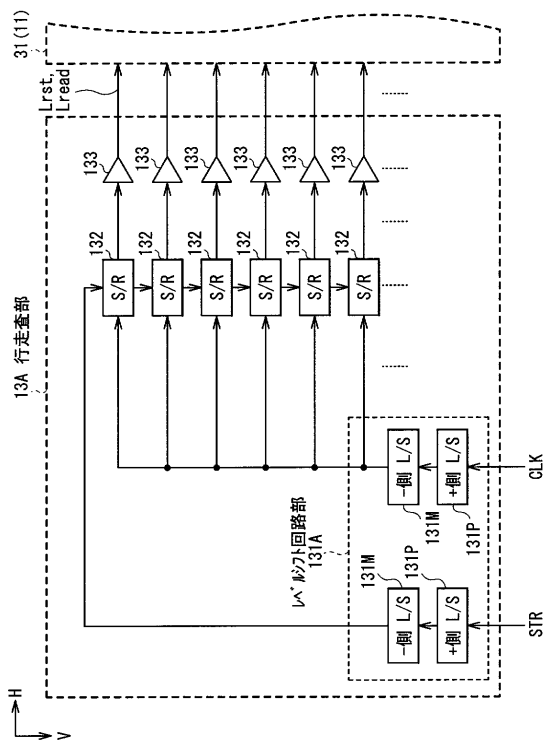 31 (11)
Lrst,
Lread
13A 行走査部
133
133
133
133
133
133
132
132
132
132
132
132
S/R
S/R
S/R
S/R
S/R
S/R
レベルシフト回路部
131A
131M
131P
-側 L/S
+側 L/S
-側 L/S
+側 L/S
131M
131P
STR
CLK
H
V